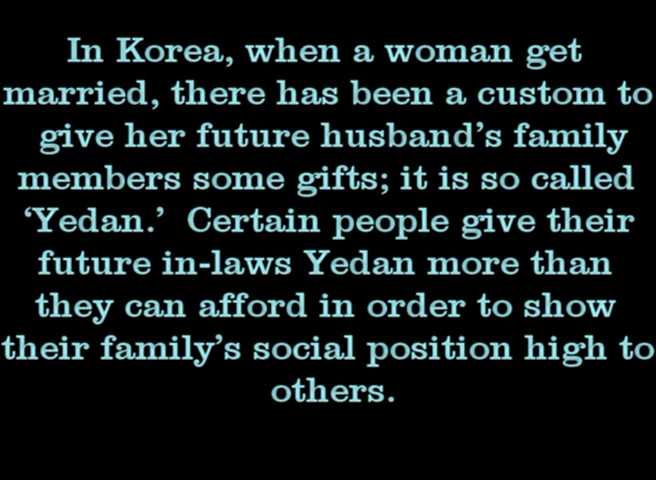 In Korea, when a woman get
married, there has been a custom to
give her future husband's family
members some gifts; it is so called
‘Yedan.’  Certain people give their
future in-laws Yedan more than
they can afford in order to show
their family’s social position high to
others.